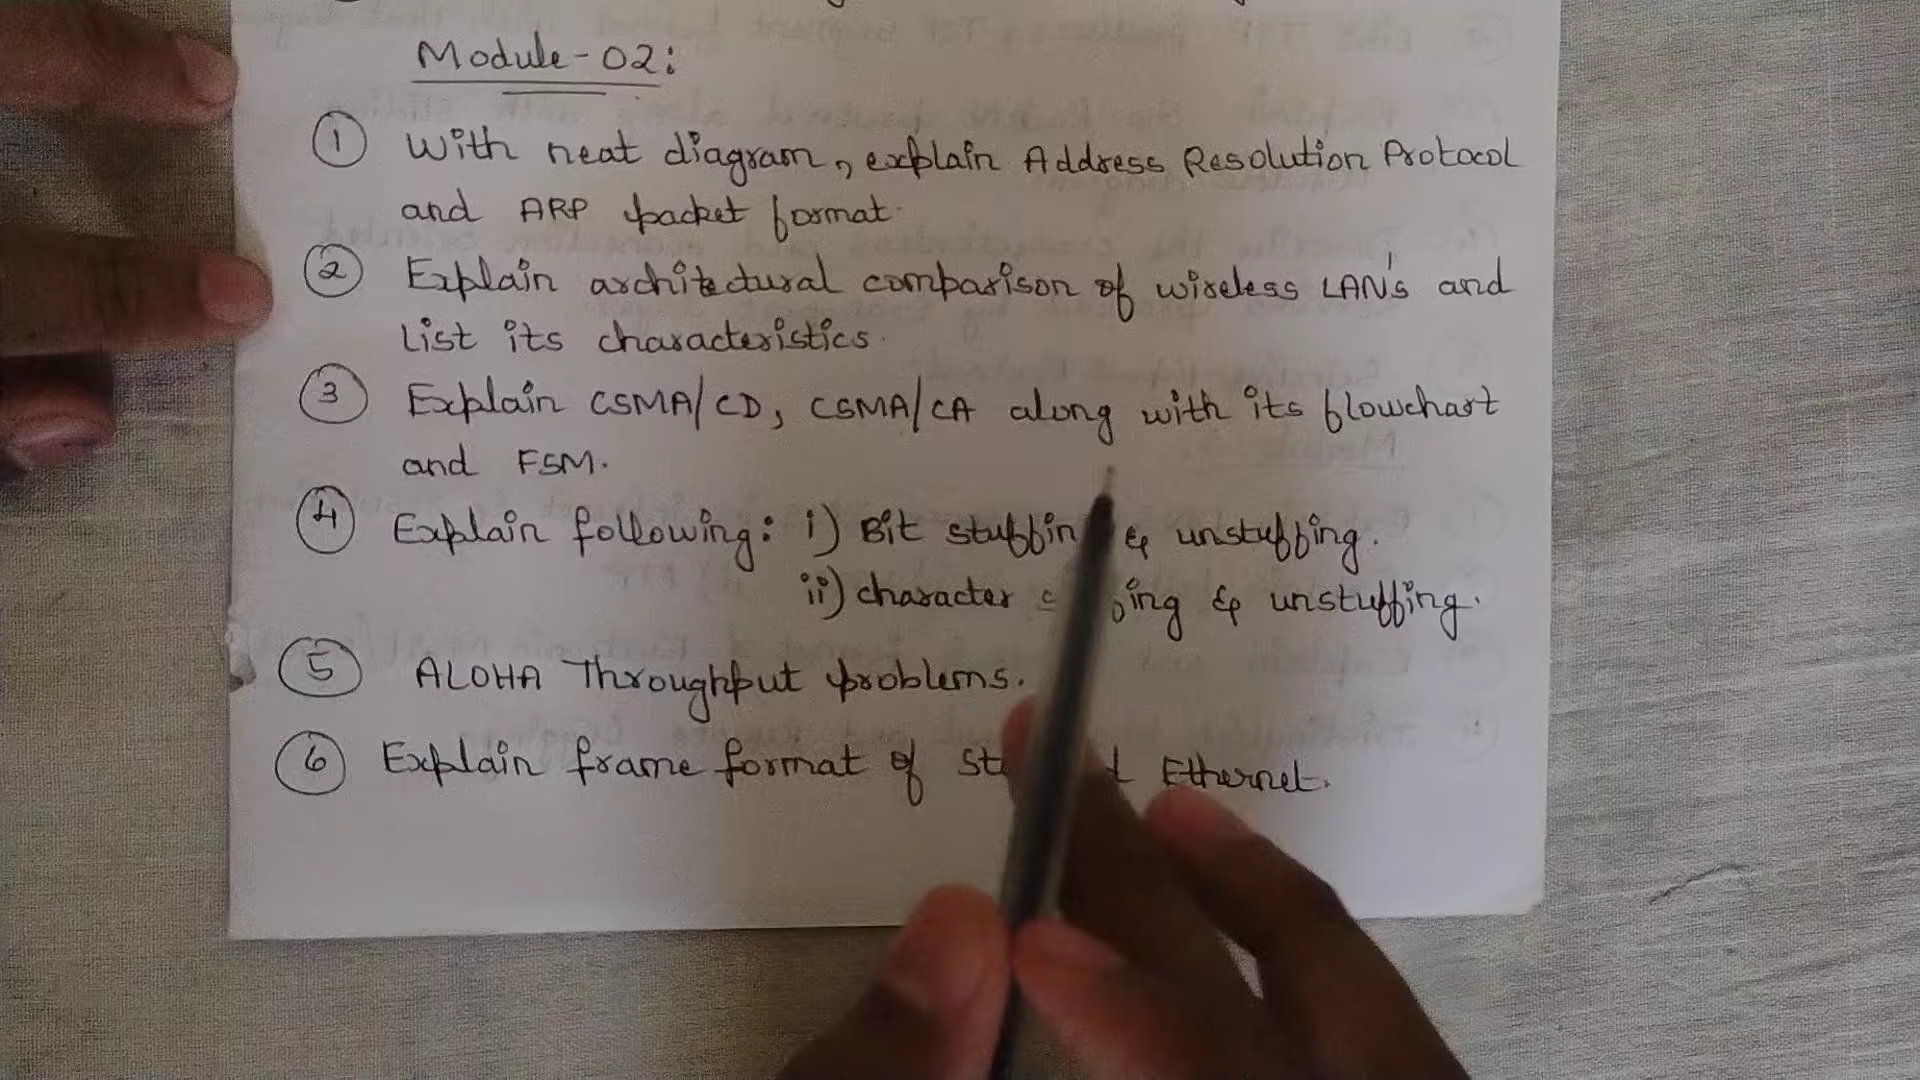 Module-02:
① With neat diagram, explain Address Resolution Protocol
and ARP packet format.
② Explain architectural comparison of wireless LAN's and
List its characteristics.
③ Explain CSMA/CD, CSMA/CA along with its flowchart
and FSM.
④ Explain following: i) Bit stuffin & unstuffing.
ii) character & unstuffing.
⑤ ALOHA Throughput problems.
⑥ Explain frame format of Ethernet.